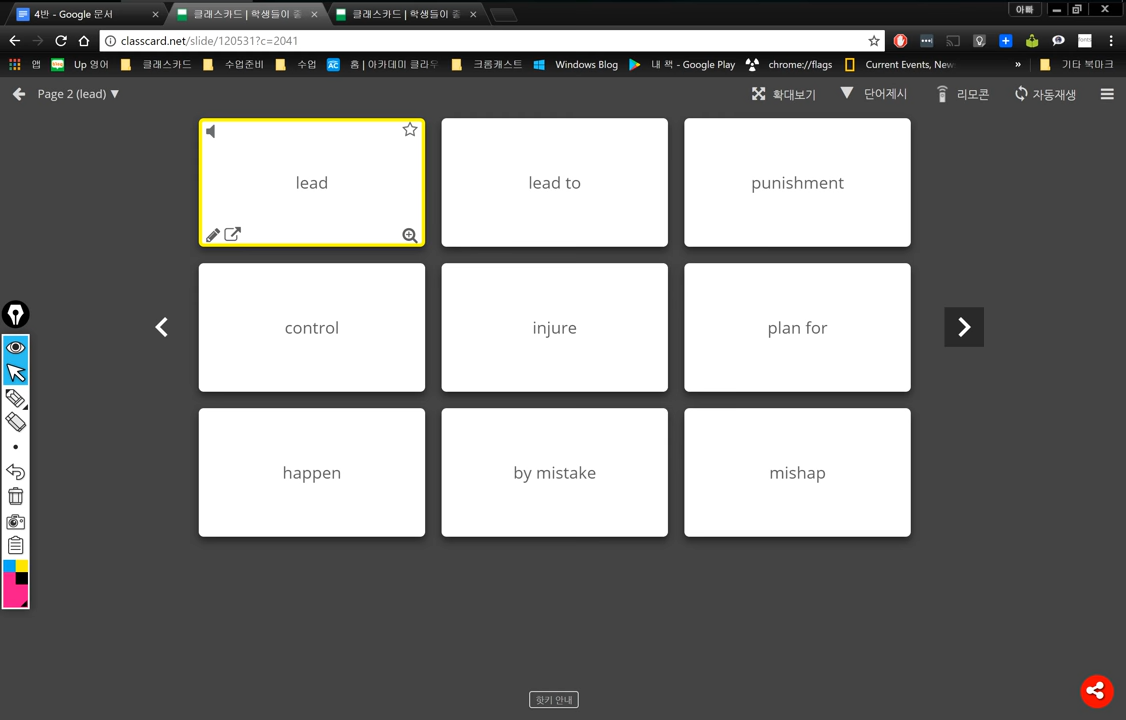 4반 - Google 문서
클래스카드 | 학생들이 좋
클래스카드 | 학생들이 좋
아빠
classcard.net/slide/120531?c=2041
앱 Up 영어 클래스카드 수업준비 수업 홈 | 아카데미 클라우 크롬캐스트 Windows Blog 내 책 - Google Play chrome://flags Current Events, New » 기타 북마크
Page 2 (lead) ▼
확대보기 단어제시 리모콘 자동재생
lead
lead to
punishment
control
injure
plan for
happen
by mistake
mishap
핫키 안내